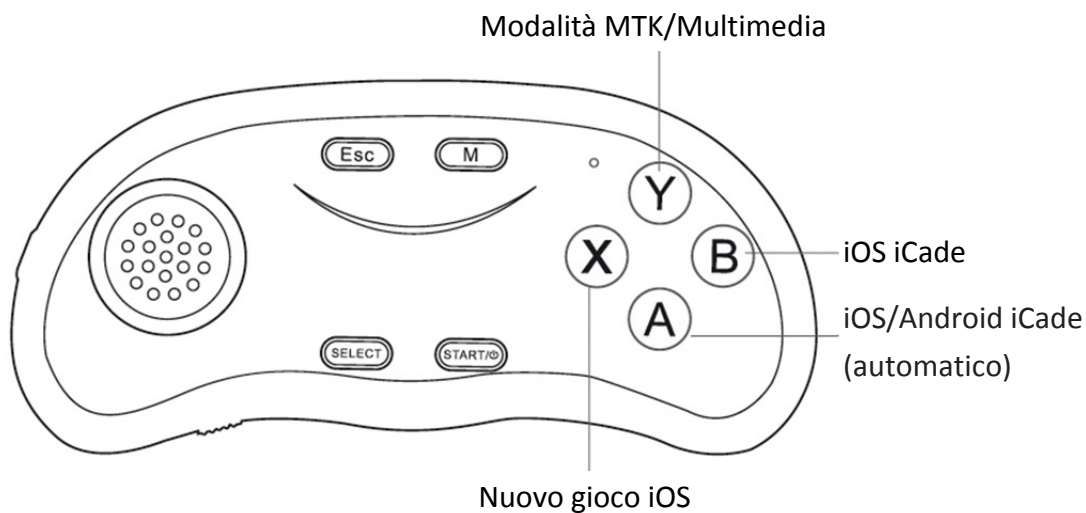 Modalità MTK/Multimedia
Esc
M
Y
X
B
iOS iCade
A
iOS/Android iCade
(automatico)
SELECT
START/⏻
Nuovo gioco iOS